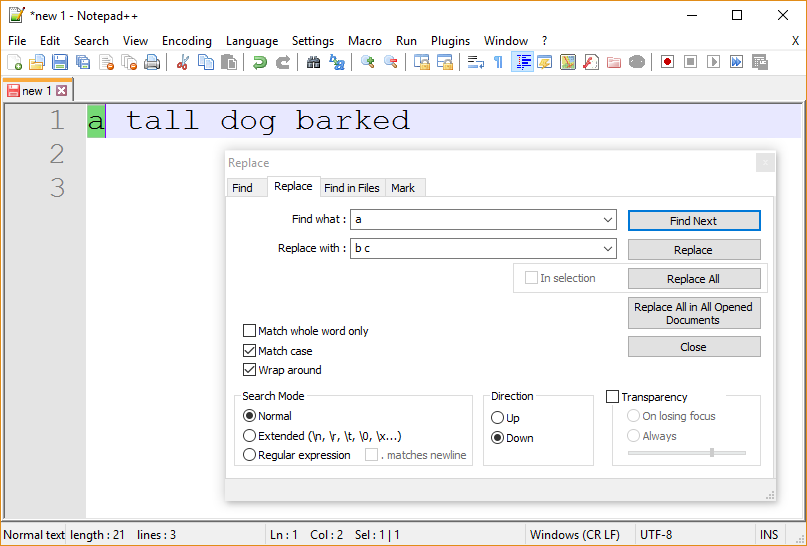 *new 1 - Notepad++
File Edit Search View Encoding Language Settings Macro Run Plugins Window ? X
new 1
1 a tall dog barked
2
3
Replace
Find Replace Find in Files Mark
Find what : a Find Next
Replace with : b c Replace
In selection Replace All
Replace All in All Opened
Documents
Match whole word only
Match case Close
Wrap around
Search Mode Direction Transparency
Normal Up On losing focus
Extended (\n, \r, \t, \0, \x...) Down Always
Regular expression . matches newline
Normal text length : 21 lines : 3 Ln : 1 Col : 2 Sel : 1 | 1 Windows (CR LF) UTF-8 INS